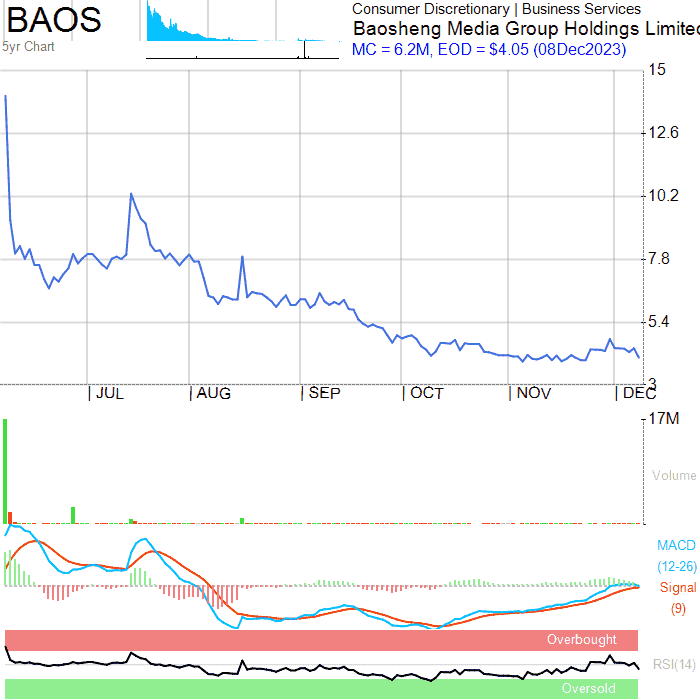 BAOS
5yr Chart
Consumer Discretionary | Business Services
Baosheng Media Group Holdings Limited
MC = 6.2M, EOD = $4.05 (08Dec2023)
15
12.6
10.2
7.8
5.4
3
JUL AUG SEP OCT NOV DEC
17M
Volume
MACD
(12-26)
Signal
(9)
Overbought
RSI(14)
Oversold